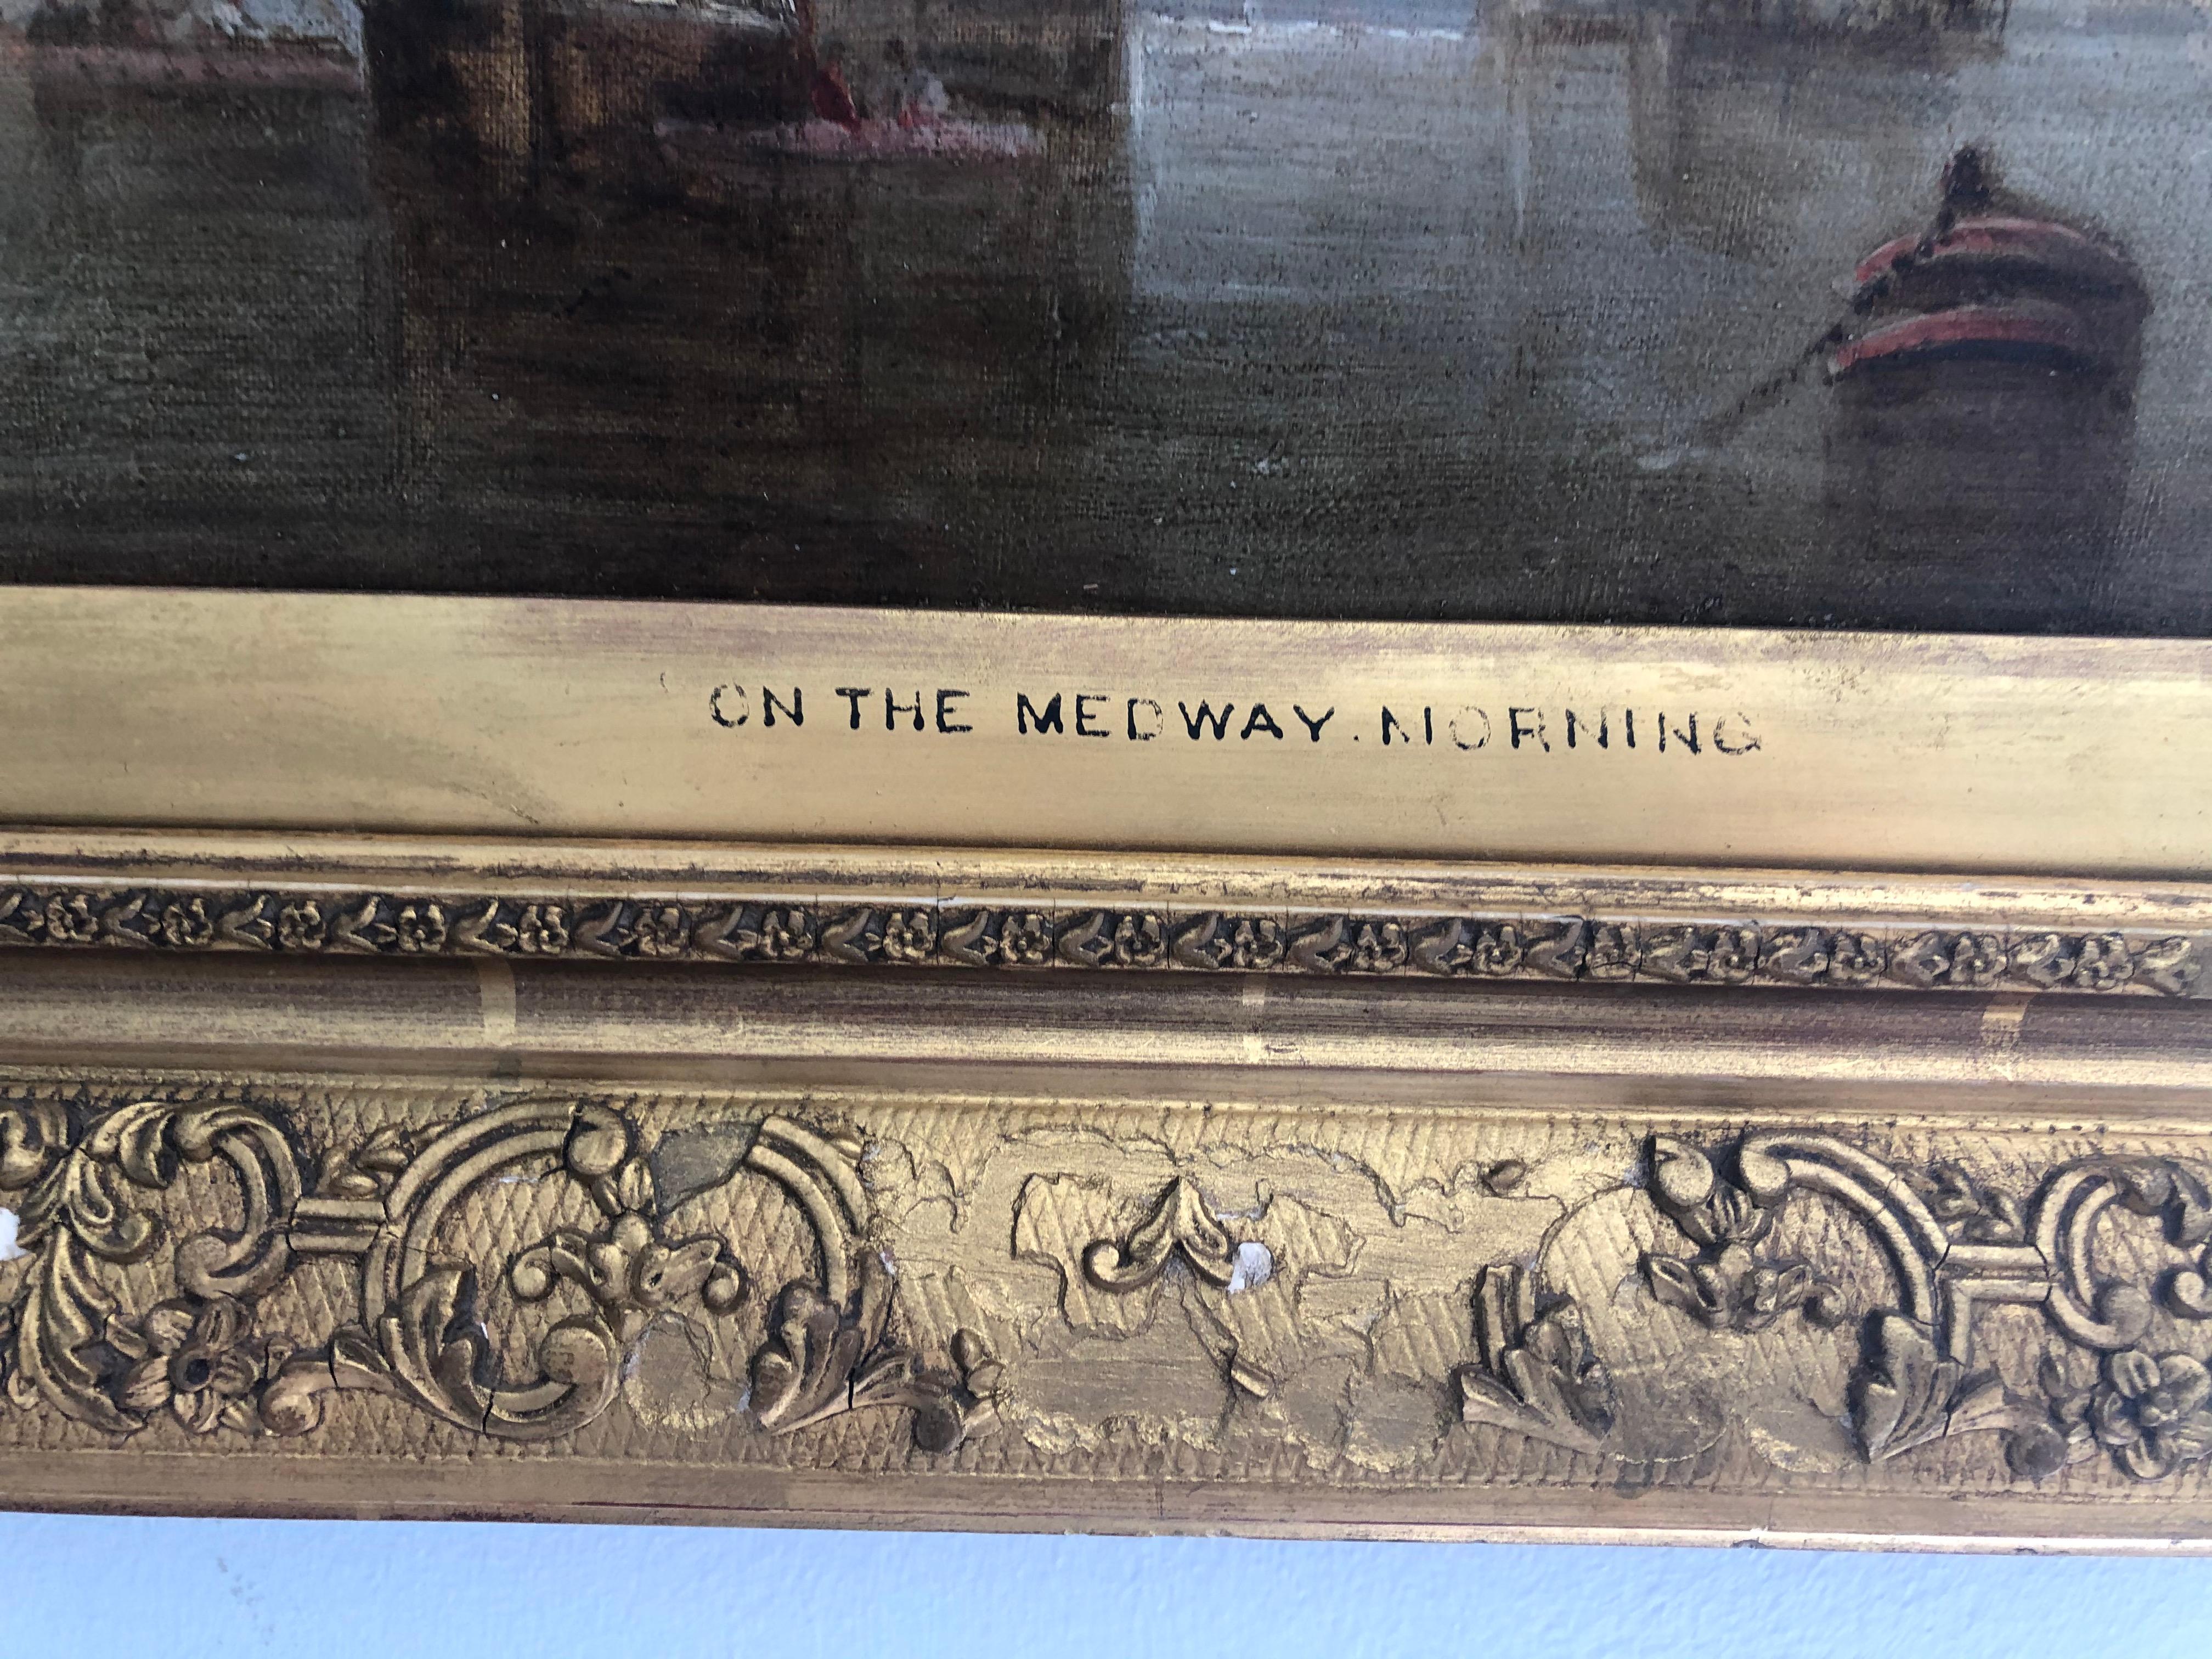 ON THE MEDWAY. MORNING